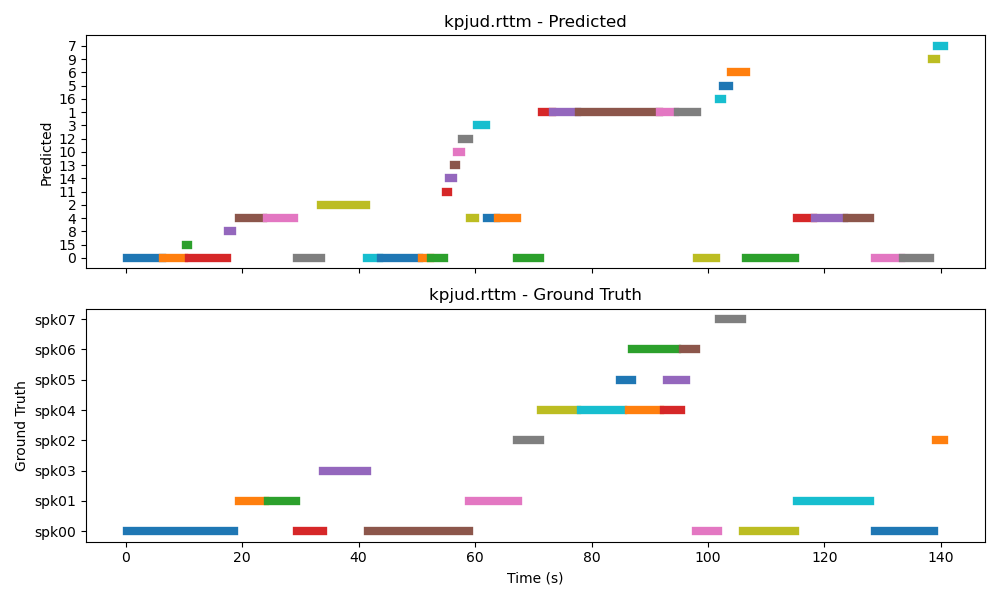 kpjud.rttm - Predicted
7
9
6
5
16
1
3
12
10
13
14
11
2
4
8
15
0
Predicted
kpjud.rttm - Ground Truth
spk07
spk06
spk05
spk04
spk02
spk03
spk01
spk00
Ground Truth
0 20 40 60 80 100 120 140
Time (s)